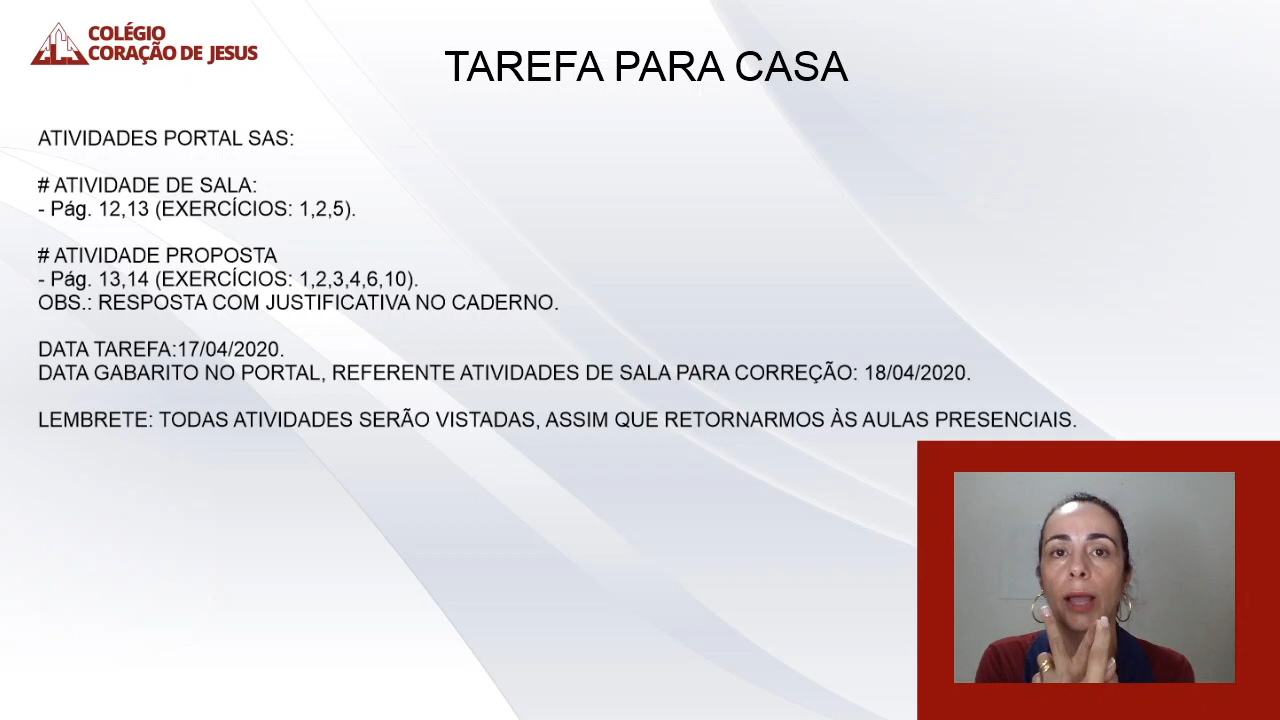 COLÉGIO
CORAÇÃO DE JESUS
TAREFA PARA CASA
ATIVIDADES PORTAL SAS:
# ATIVIDADE DE SALA:
- Pág. 12,13 (EXERCÍCIOS: 1,2,5).
# ATIVIDADE PROPOSTA
- Pág. 13,14 (EXERCÍCIOS: 1,2,3,4,6,10).
OBS.: RESPOSTA COM JUSTIFICATIVA NO CADERNO.
DATA TAREFA:17/04/2020.
DATA GABARITO NO PORTAL, REFERENTE ATIVIDADES DE SALA PARA CORREÇÃO: 18/04/2020.
LEMBRETE: TODAS ATIVIDADES SERÃO VISTADAS, ASSIM QUE RETORNARMOS ÀS AULAS PRESENCIAIS.